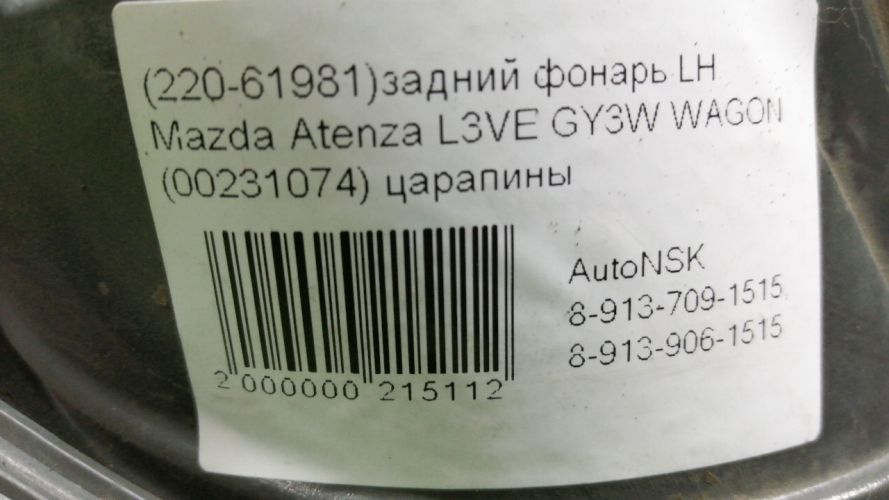 (220-61981)задний фонарь LH
Mazda Atenza L3VE GY3W WAGON
(00231074) царапины
AutoNSK
8-913-709-1515
8-913-906-1515
2 000000 215112